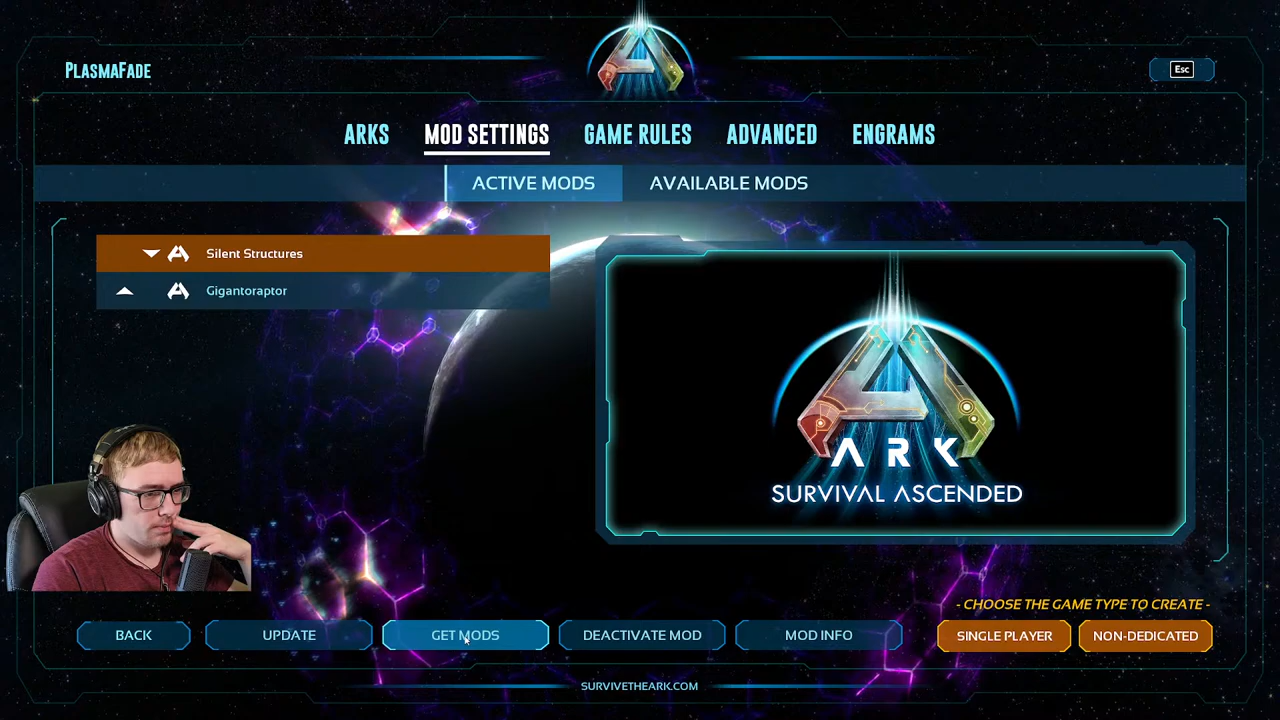 PLASMAFADE
Esc
ARKS MOD SETTINGS GAME RULES ADVANCED ENGRAMS
ACTIVE MODS AVAILABLE MODS
Silent Structures
Gigantoraptor
ARK
SURVIVAL ASCENDED
- CHOOSE THE GAME TYPE TO CREATE -
BACK UPDATE GET MODS DEACTIVATE MOD MOD INFO SINGLE PLAYER NON-DEDICATED
SURVIVETHEARK.COM